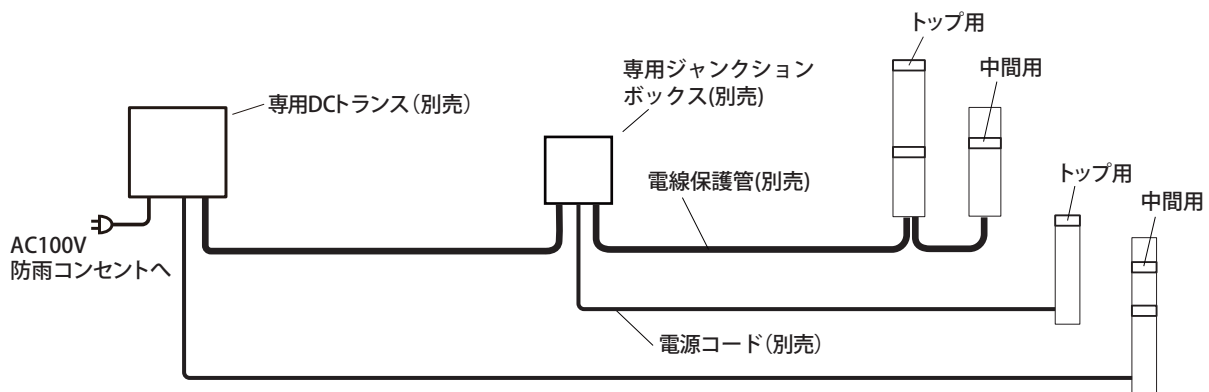 トップ用
専用ジャンクション
ボックス(別売)
中間用
専用DCトランス（別売）
電線保護管(別売)
トップ用
中間用
AC100V
防雨コンセントへ
電源コード（別売）